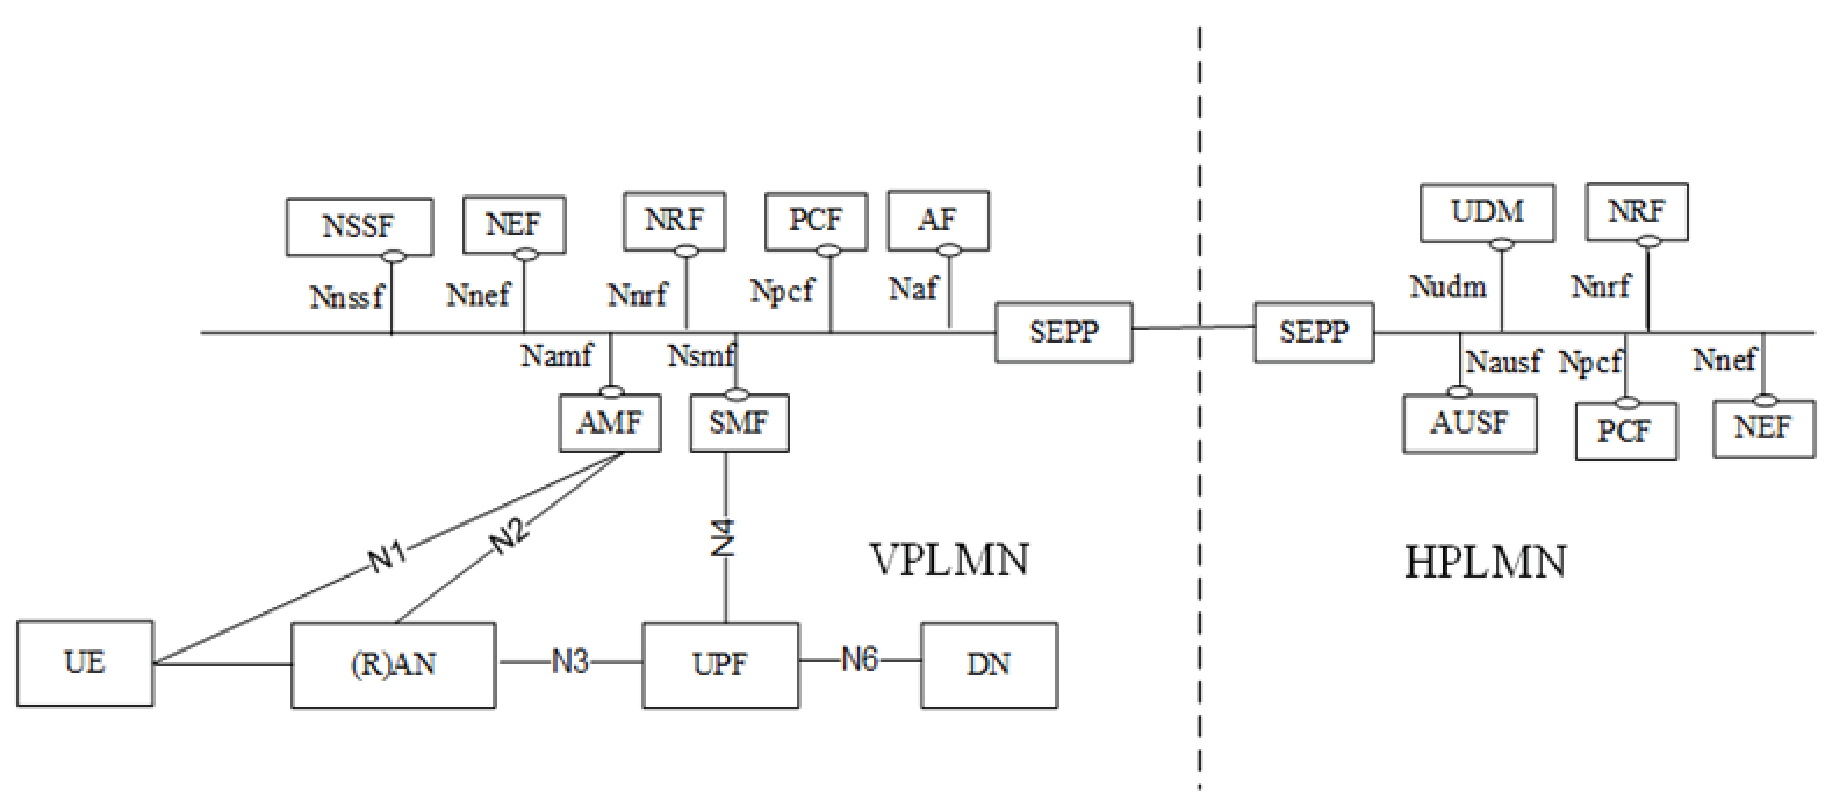 NSSF NEF NRF PCF AF UDM NRF
Nnssf Nnef Nnrf Npcf Naf Nudm Nnrf
SEPP SEPP
Namf Nsmf Nausf Npcf Nnef
AMF SMF AUSF PCF NEF
N1 N2 N4 VPLMN HPLMN
UE (R)AN N3 UPF N6 DN